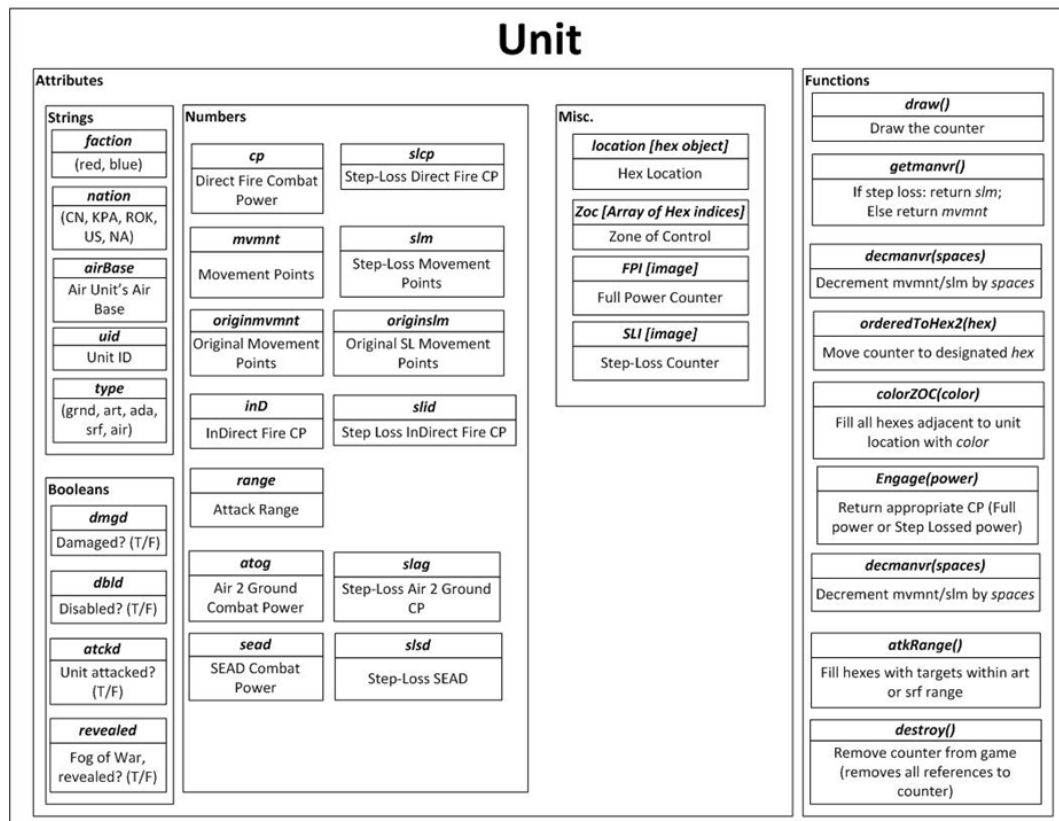 Unit
Attributes
Strings
faction
(red, blue)
nation
(CN, KPA, ROK,
US, NA)
airBase
Air Unit's Air
Base
uid
Unit ID
type
(grnd, art, ada,
srf, air)
Booleans
dmgd
Damaged? (T/F)
dbld
Disabled? (T/F)
atckd
Unit attacked?
(T/F)
revealed
Fog of War,
revealed? (T/F)
Numbers
cp
Direct Fire Combat
Power
slcp
Step-Loss Direct Fire CP
mvmnt
Movement Points
slm
Step-Loss Movement
Points
originmvmnt
Original Movement
Points
originslm
Original SL Movement
Points
inD
InDirect Fire CP
slid
Step Loss InDirect Fire CP
range
Attack Range
atog
Air 2 Ground
Combat Power
slag
Step-Loss Air 2 Ground
CP
sead
SEAD Combat
Power
slsd
Step-Loss SEAD
Misc.
location [hex object]
Hex Location
Zoc [Array of Hex indices]
Zone of Control
FPI [image]
Full Power Counter
SLI [image]
Step-Loss Counter
Functions
draw()
Draw the counter
getmanvr()
If step loss: return slm;
Else return mvmnt
decmanvr(spaces)
Decrement mvmnt/slm by spaces
orderedToHex2(hex)
Move counter to designated hex
colorZOC(color)
Fill all hexes adjacent to unit
location with color
Engage(power)
Return appropriate CP (Full
power or Step Lossed power)
decmanvr(spaces)
Decrement mvmnt/slm by spaces
atkRange()
Fill hexes with targets within art
or srf range
destroy()
Remove counter from game
(removes all references to
counter)